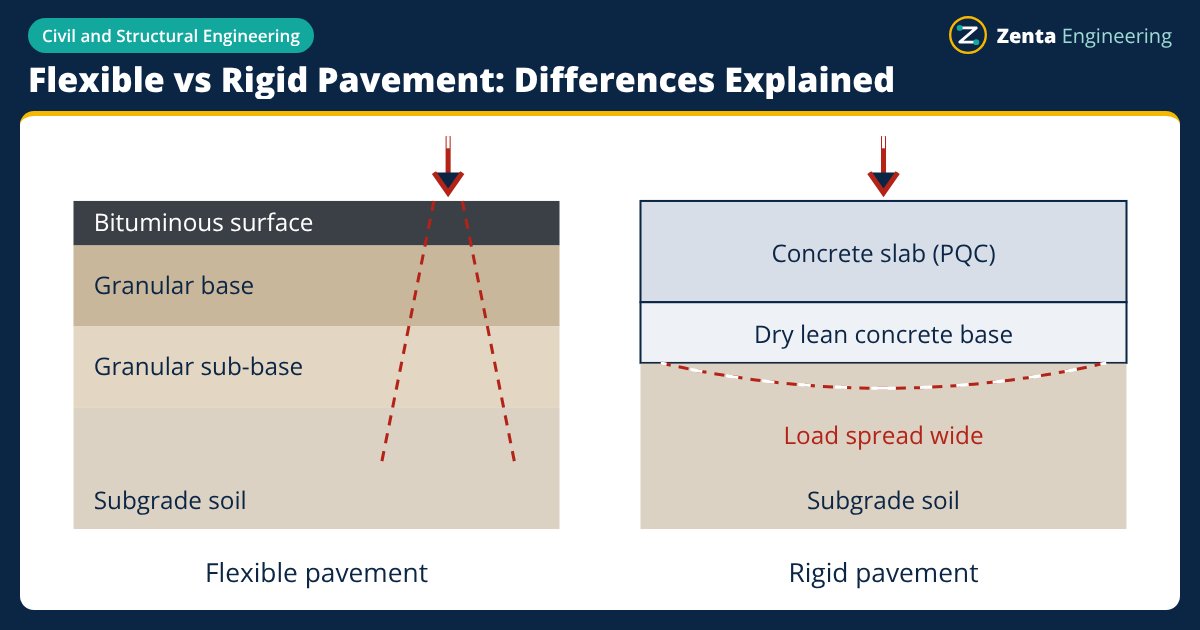 Civil and Structural Engineering
Zenta Engineering
Flexible vs Rigid Pavement: Differences Explained
Bituminous surface
Granular base
Granular sub-base
Subgrade soil
Flexible pavement
Concrete slab (PQC)
Dry lean concrete base
Load spread wide
Subgrade soil
Rigid pavement